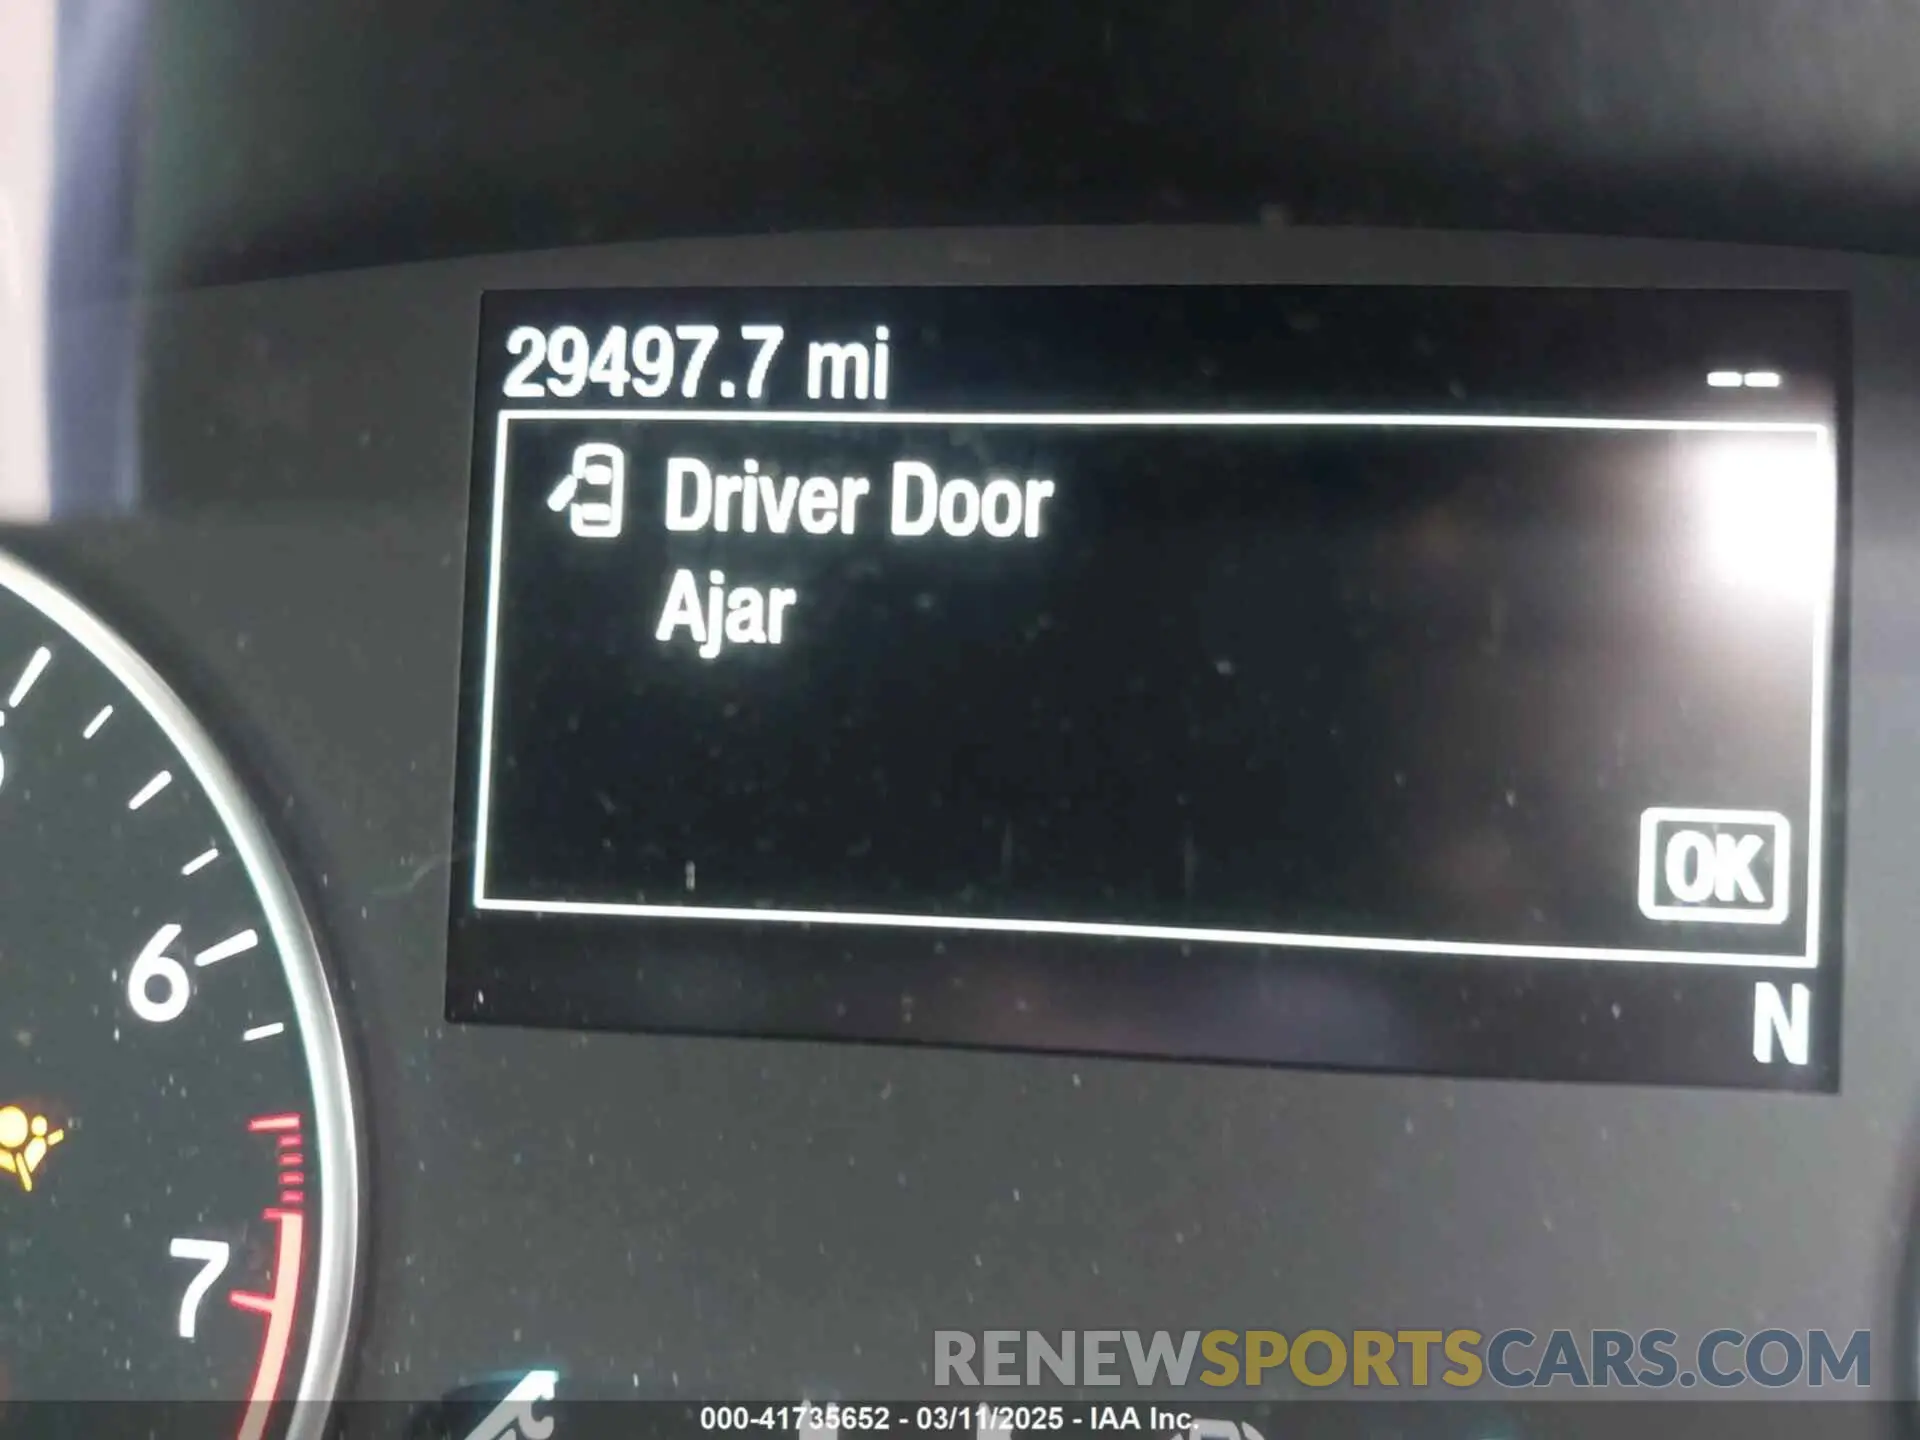 29497.7 mi
--
Driver Door
Ajar
OK
N
6
7
RENEWSPORTSCARS.COM
000-41735652 - 03/11/2025 - IAA Inc.